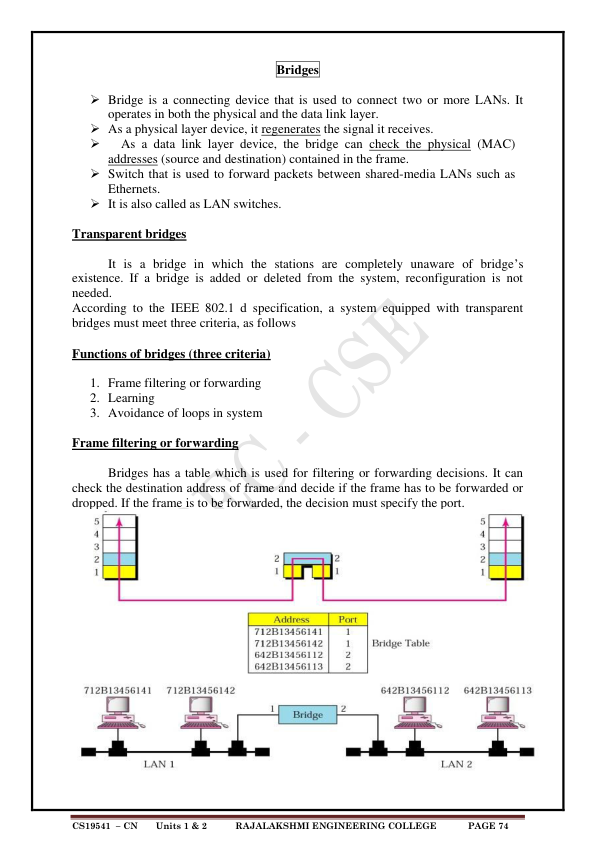 Bridges
➢ Bridge is a connecting device that is used to connect two or more LANs. It
operates in both the physical and the data link layer.
➢ As a physical layer device, it regenerates the signal it receives.
➢ As a data link layer device, the bridge can check the physical (MAC)
addresses (source and destination) contained in the frame.
➢ Switch that is used to forward packets between shared-media LANs such as
Ethernets.
➢ It is also called as LAN switches.
Transparent bridges
It is a bridge in which the stations are completely unaware of bridge’s
existence. If a bridge is added or deleted from the system, reconfiguration is not
needed.
According to the IEEE 802.1 d specification, a system equipped with transparent
bridges must meet three criteria, as follows
Functions of bridges (three criteria)
1. Frame filtering or forwarding
2. Learning
3. Avoidance of loops in system
Frame filtering or forwarding
Bridges has a table which is used for filtering or forwarding decisions. It can
check the destination address of frame and decide if the frame has to be forwarded or
dropped. If the frame is to be forwarded, the decision must specify the port.
5 5
4 4
3 3
2 2 2 2
1 1 1 1
Address Port
712B13456141 1
712B13456142 1
642B13456112 2
642B13456113 2
Bridge Table
712B13456141 712B13456142 642B13456112 642B13456113
1 Bridge 2
LAN 1 LAN 2
CS19541 – CN Units 1 & 2 RAJALAKSHMI ENGINEERING COLLEGE PAGE 74